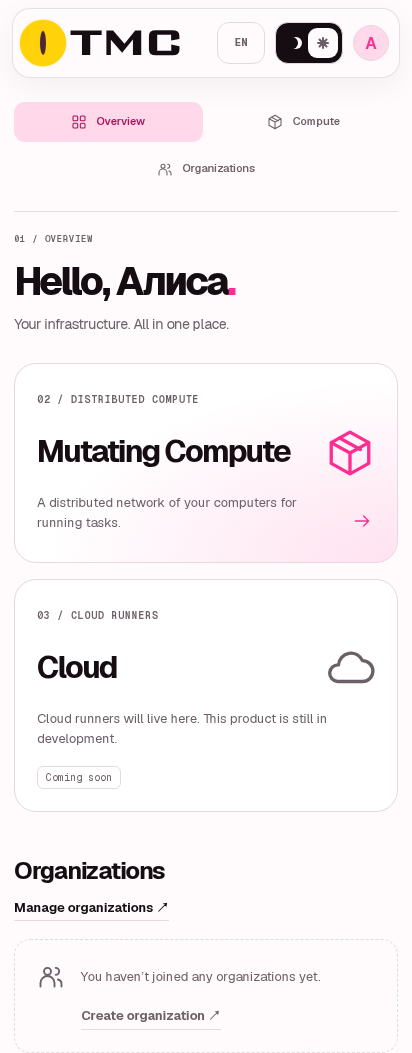 TMC
EN
A
Overview
Compute
Organizations
01 / OVERVIEW
Hello, Алиса.
Your infrastructure. All in one place.
02 / DISTRIBUTED COMPUTE
Mutating Compute
A distributed network of your computers for
running tasks.
→
03 / CLOUD RUNNERS
Cloud
Cloud runners will live here. This product is still in
development.
Coming soon
Organizations
Manage organizations ↗
You haven’t joined any organizations yet.
Create organization ↗